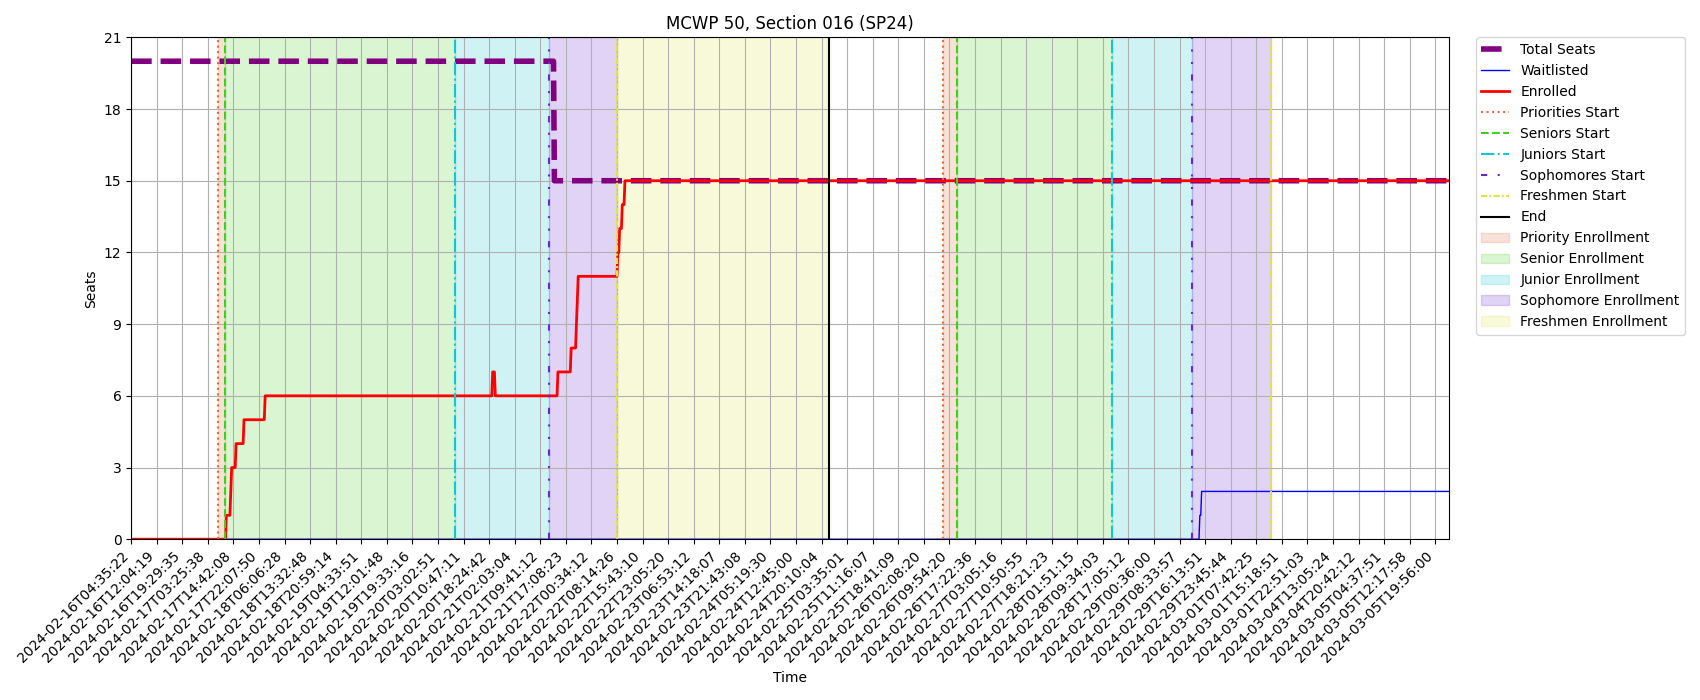 MCWP 50, Section 016 (SP24)
21
18
15
12
9
6
3
0
Seats
2024-02-16T04:35:22
2024-02-16T12:04:19
2024-02-16T19:29:35
2024-02-17T03:25:38
2024-02-17T14:42:08
2024-02-17T22:07:50
2024-02-18T06:06:28
2024-02-18T13:32:48
2024-02-18T20:59:14
2024-02-19T04:33:51
2024-02-19T12:01:48
2024-02-19T19:33:16
2024-02-20T03:02:51
2024-02-20T10:47:11
2024-02-20T18:24:42
2024-02-21T02:03:04
2024-02-21T09:41:12
2024-02-21T17:08:23
2024-02-22T00:34:12
2024-02-22T08:14:26
2024-02-22T15:43:10
2024-02-22T23:05:20
2024-02-23T06:53:12
2024-02-23T14:18:07
2024-02-23T21:43:08
2024-02-24T05:19:30
2024-02-24T12:45:00
2024-02-24T20:10:04
2024-02-25T03:35:01
2024-02-25T11:16:07
2024-02-25T18:41:09
2024-02-26T02:08:20
2024-02-26T09:54:20
2024-02-26T17:22:36
2024-02-27T03:05:16
2024-02-27T10:50:55
2024-02-27T18:21:23
2024-02-28T01:51:15
2024-02-28T09:34:03
2024-02-28T17:05:12
2024-02-29T00:36:00
2024-02-29T08:33:57
2024-02-29T16:13:51
2024-02-29T23:45:44
2024-03-01T07:42:25
2024-03-01T15:18:51
2024-03-01T22:51:03
2024-03-04T13:05:24
2024-03-04T20:42:12
2024-03-05T04:37:51
2024-03-05T12:17:58
2024-03-05T19:56:00
Time
Total Seats
Waitlisted
Enrolled
Priorities Start
Seniors Start
Juniors Start
Sophomores Start
Freshmen Start
End
Priority Enrollment
Senior Enrollment
Junior Enrollment
Sophomore Enrollment
Freshmen Enrollment